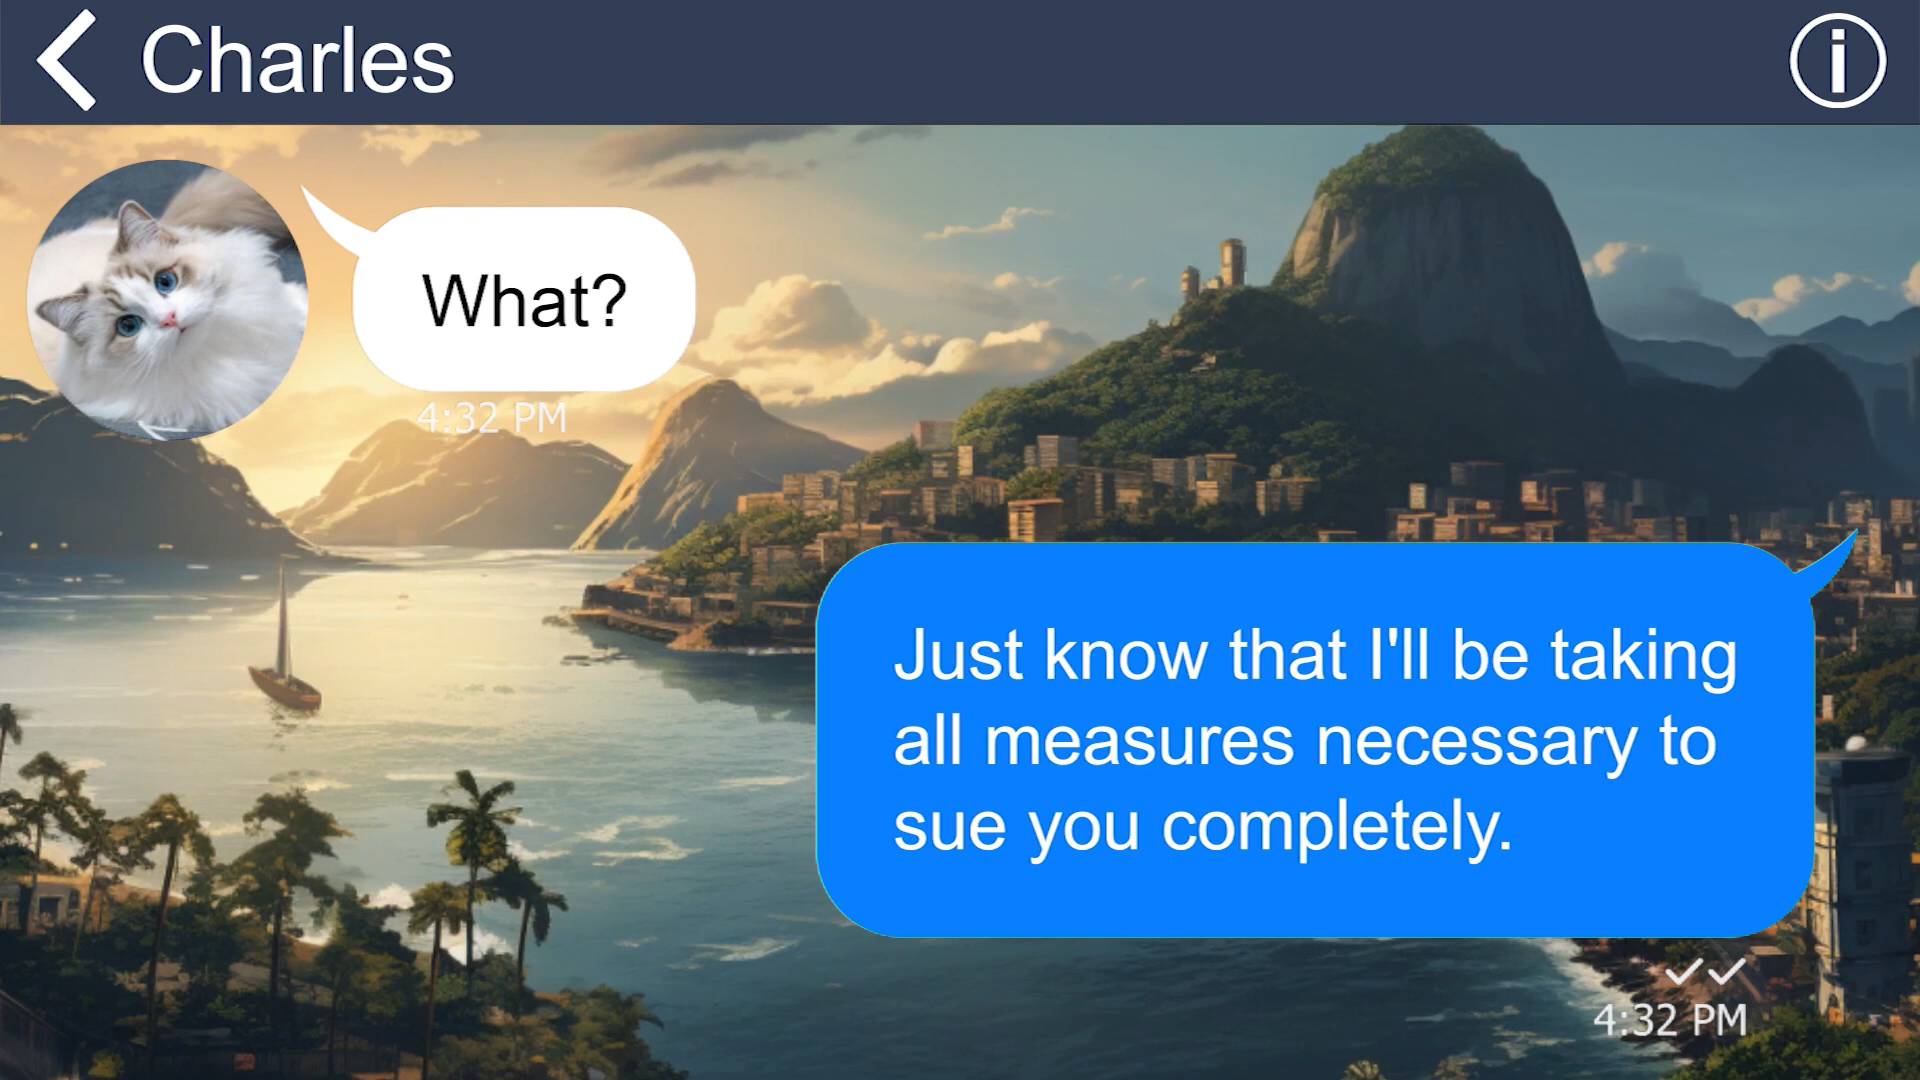 Charles
What?
4:32 PM
Just know that I'll be taking
all measures necessary to
sue you completely.
4:32 PM